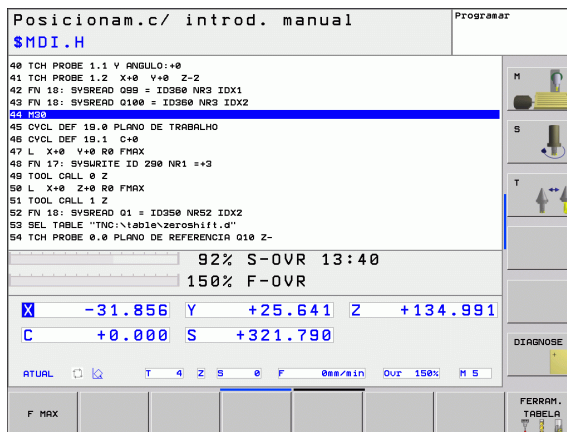 Posicionam.c/ introd. manual
Programar
$MDI.H
40 TCH PROBE 1.1 Y ANGULO:+0
41 TCH PROBE 1.2  X+0  Y+0  Z-2
42 FN 18: SYSREAD Q99 = ID360 NR3 IDX1
43 FN 18: SYSREAD Q100 = ID360 NR3 IDX2
44 M30
45 CYCL DEF 19.0 PLANO DE TRABALHO
46 CYCL DEF 19.1  C+0
47 L  X+0  Y+0 R0 FMAX
48 FN 17: SYSWRITE ID 290 NR1 =+3
49 TOOL CALL 0 Z
50 L  X+0  Z+0 R0 FMAX
51 TOOL CALL 1 Z
52 FN 18: SYSREAD Q1 = ID350 NR52 IDX2
53 SEL TABLE "TNC:\table\zeroshift.d"
54 TCH PROBE 0.0 PLANO DE REFERENCIA Q10 Z-
92% S-OVR 13:40
150% F-OVR
X -31.856 Y +25.641 Z +134.991
C +0.000 S +321.790
ATUAL T 4 Z S 0 F 0mm/min Ovr 150% M 5
M
S
T
DIAGNOSE
F MAX
FERRAM.
TABELA